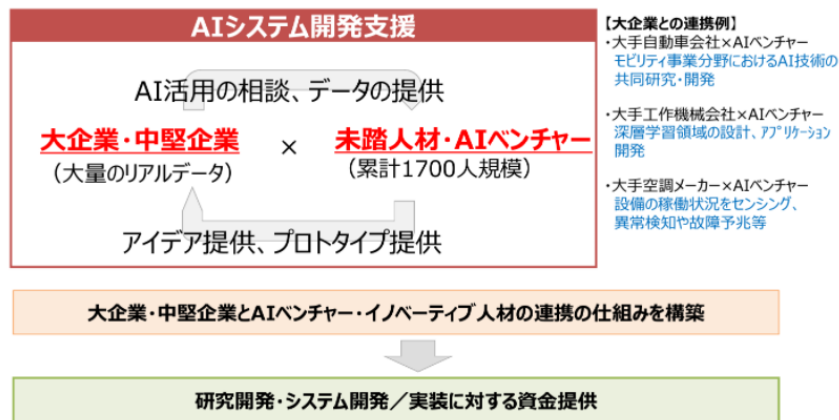 AIシステム開発支援
AI活用の相談、データの提供
大企業・中堅企業 × 未踏人材・AIベンチャー
（大量のリアルデータ） （累計1700人規模）
アイデア提供、プロトタイプ提供
【大企業との連携例】
・大手自動車会社×AIベンチャー
モビリティ事業分野におけるAI技術の
共同研究・開発
・大手工作機械会社×AIベンチャー
深層学習領域の設計、アプリケーション
開発
・大手空調メーカー×AIベンチャー
設備の稼働状況をセンシング、
異常検知や故障予兆等
大企業・中堅企業とAIベンチャー・イノベーティブ人材の連携の仕組みを構築
研究開発・システム開発／実装に対する資金提供